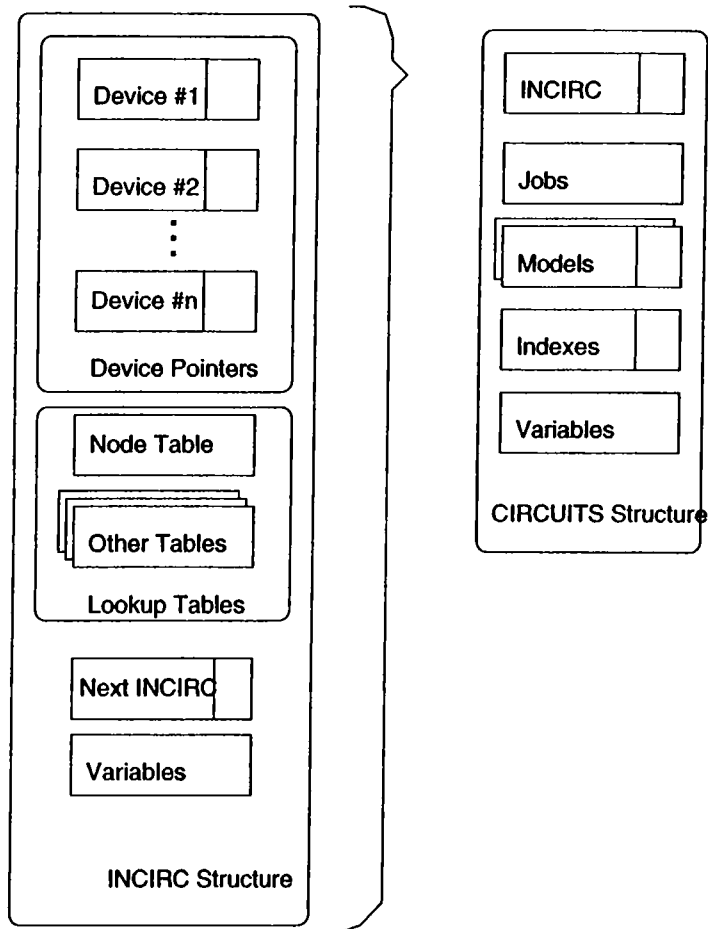 Device #1
Device #2
Device #n
Device Pointers
Node Table
Other Tables
Lookup Tables
Next INCIRC
Variables
INCIRC Structure
INCIRC
Jobs
Models
Indexes
Variables
CIRCUITS Structure